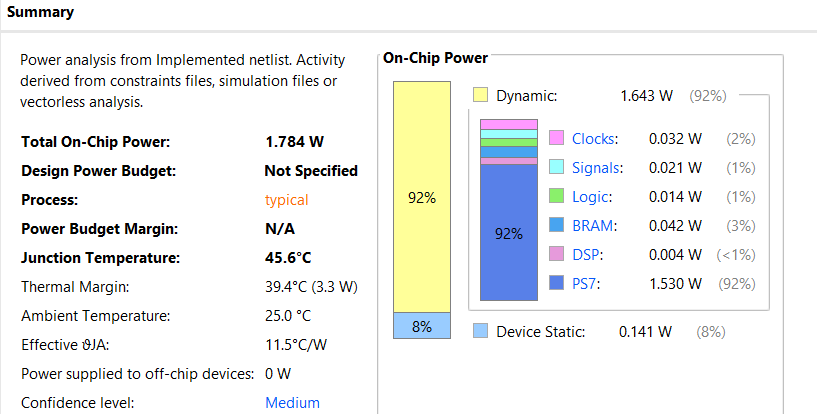 Summary
Power analysis from Implemented netlist. Activity
derived from constraints files, simulation files or
vectorless analysis.
Total On-Chip Power: 1.784 W
Design Power Budget: Not Specified
Process: typical
Power Budget Margin: N/A
Junction Temperature: 45.6°C
Thermal Margin: 39.4°C (3.3 W)
Ambient Temperature: 25.0 °C
Effective ϑJA: 11.5°C/W
Power supplied to off-chip devices: 0 W
Confidence level: Medium
On-Chip Power
92%
8%
Dynamic: 1.643 W (92%)
92%
Clocks: 0.032 W (2%)
Signals: 0.021 W (1%)
Logic: 0.014 W (1%)
BRAM: 0.042 W (3%)
DSP: 0.004 W (<1%)
PS7: 1.530 W (92%)
Device Static: 0.141 W (8%)